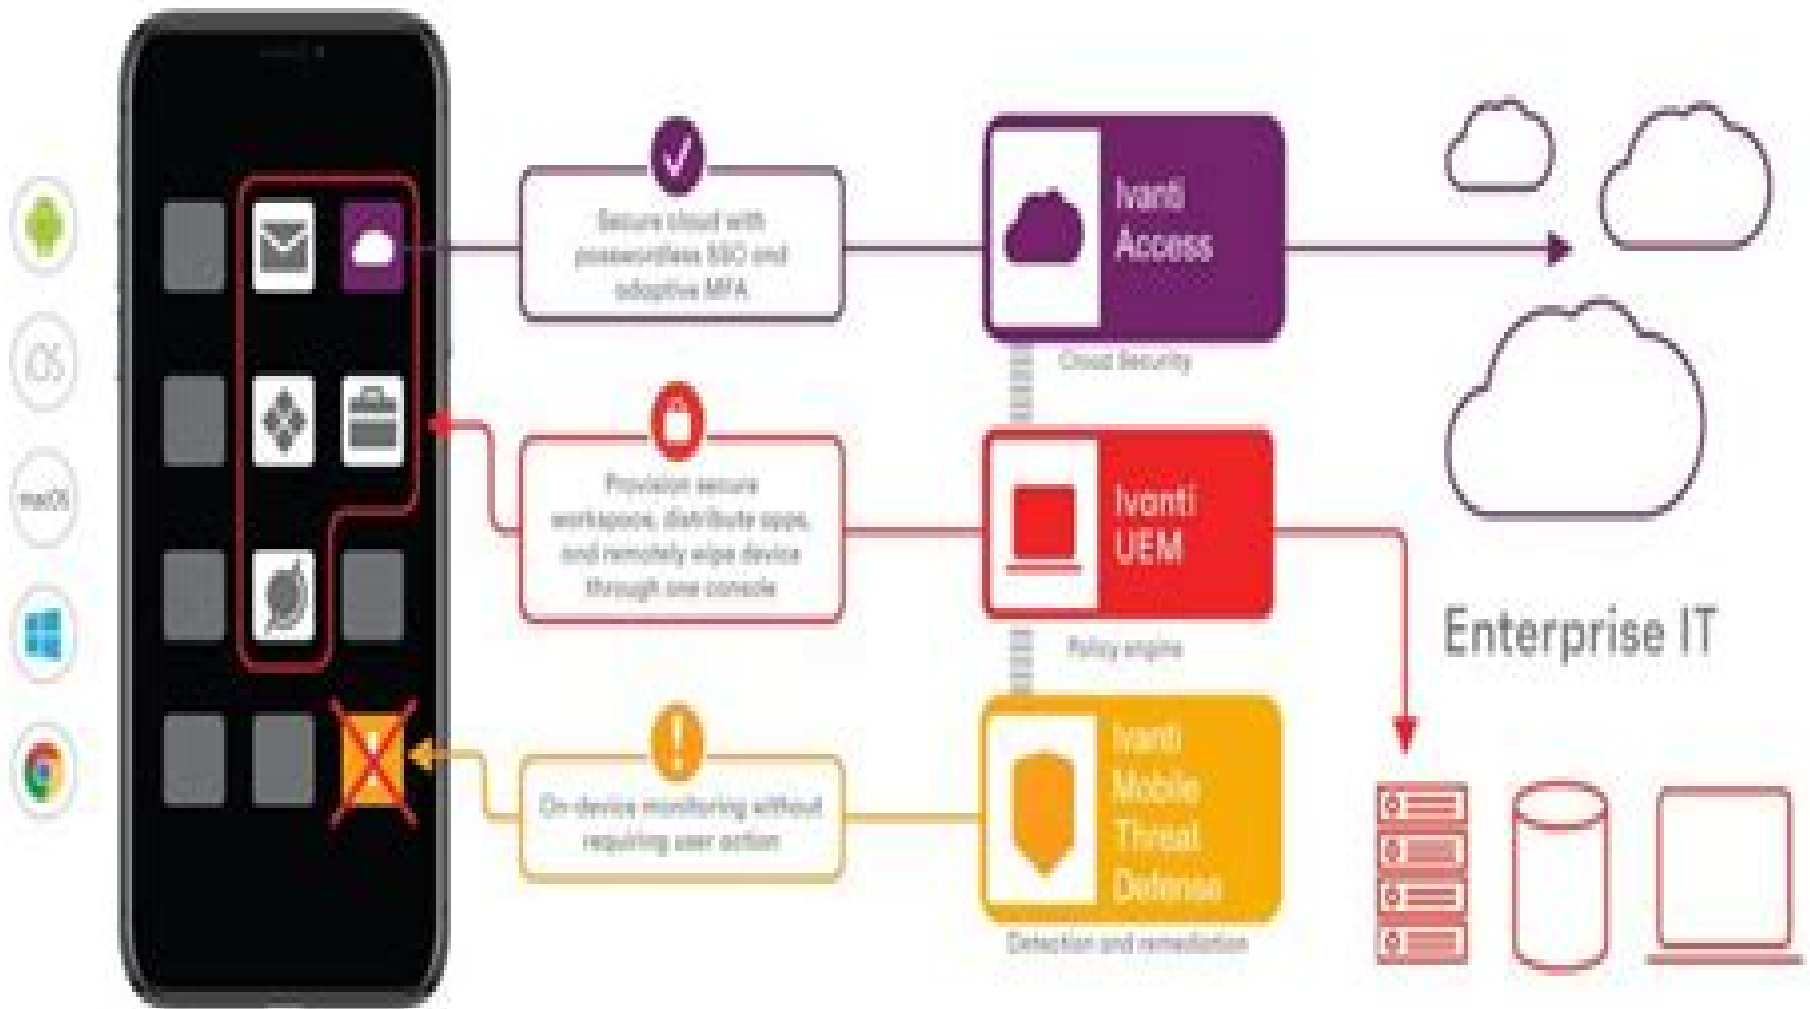 iOS
macOS
Secure cloud with
passwordless SSO and
adaptive MFA
Ivanti
Access
Cloud Security
Provision secure
workspace, distribute apps,
and remotely wipe device
through one console
Ivanti
UEM
Policy engine
On-device monitoring without
requiring user action
Ivanti
Mobile
Threat
Defense
Detection and remediation
Enterprise IT